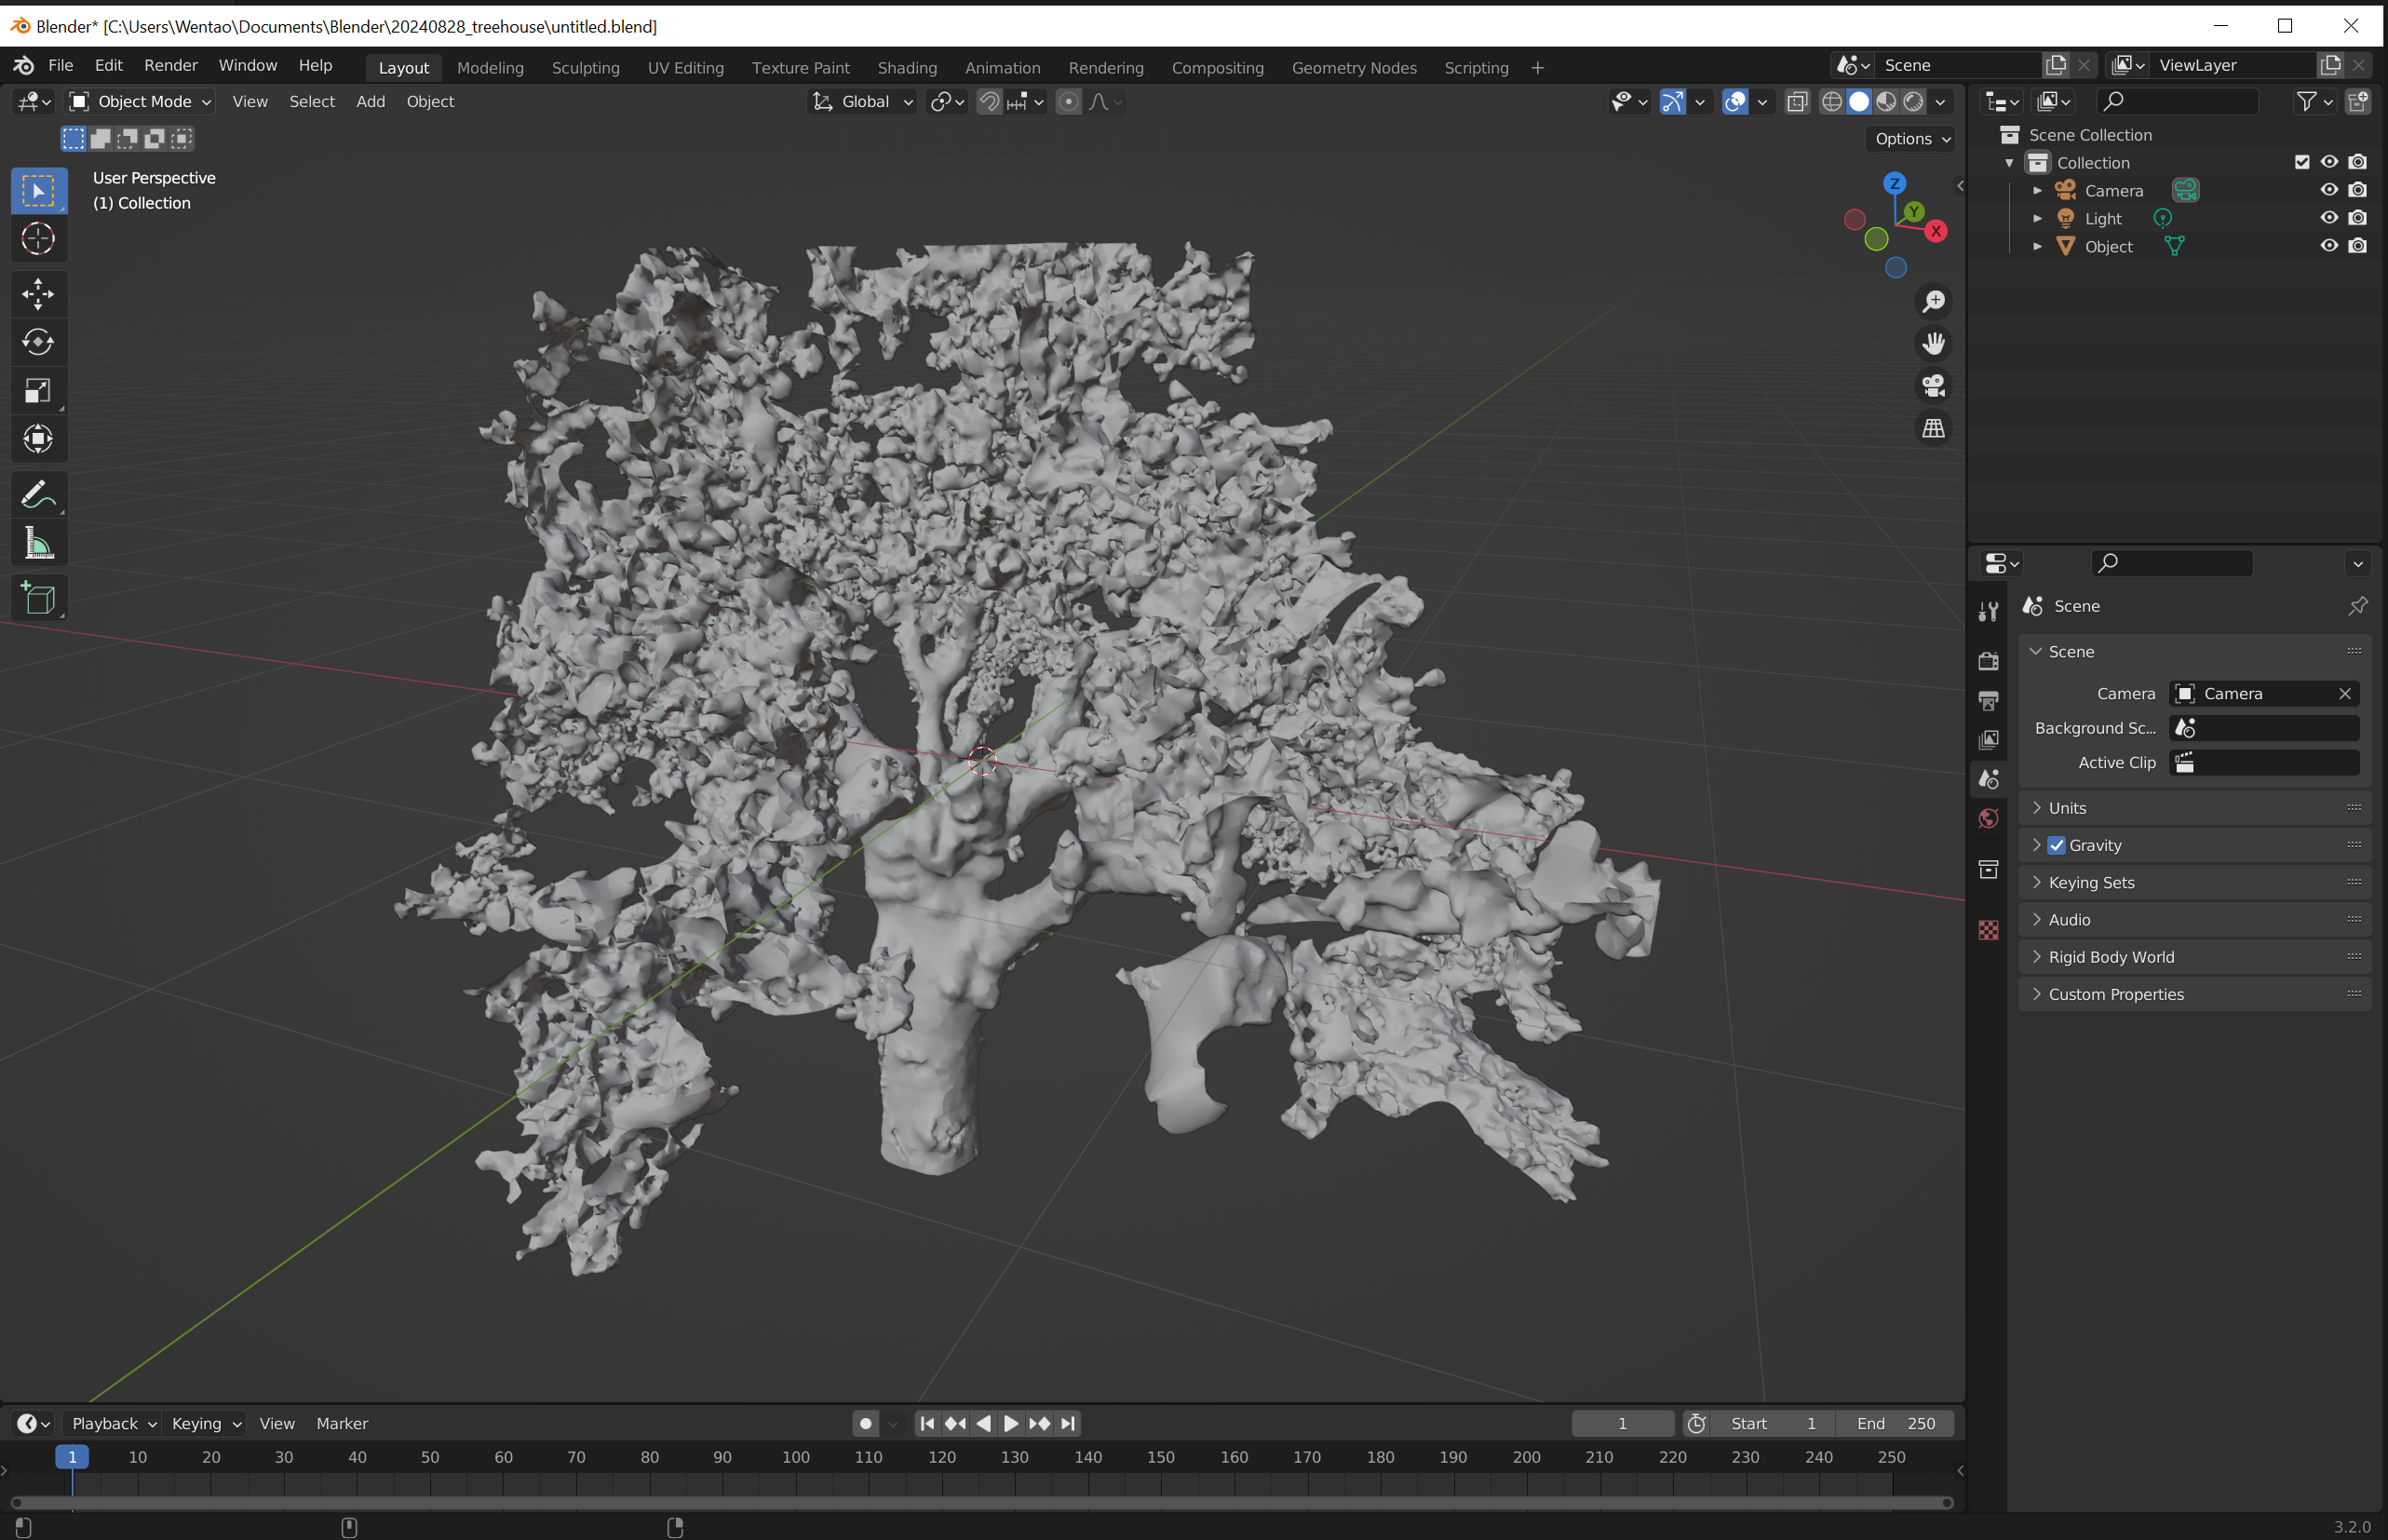 Blender* [C:\Users\Wentao\Documents\Blender\20240828_treehouse\untitled.blend]
File Edit Render Window Help Layout Modeling Sculpting UV Editing Texture Paint Shading Animation Rendering Compositing Geometry Nodes Scripting + Scene ViewLayer
Object Mode View Select Add Object Global
Options
User Perspective
(1) Collection
Z
Y
X
Scene Collection
Collection
Camera
Light
Object
Scene
Scene
Camera Camera
Background Sc...
Active Clip
Units
Gravity
Keying Sets
Audio
Rigid Body World
Custom Properties
Playback Keying View Marker 1 Start 1 End 250
1 10 20 30 40 50 60 70 80 90 100 110 120 130 140 150 160 170 180 190 200 210 220 230 240 250
3.2.0